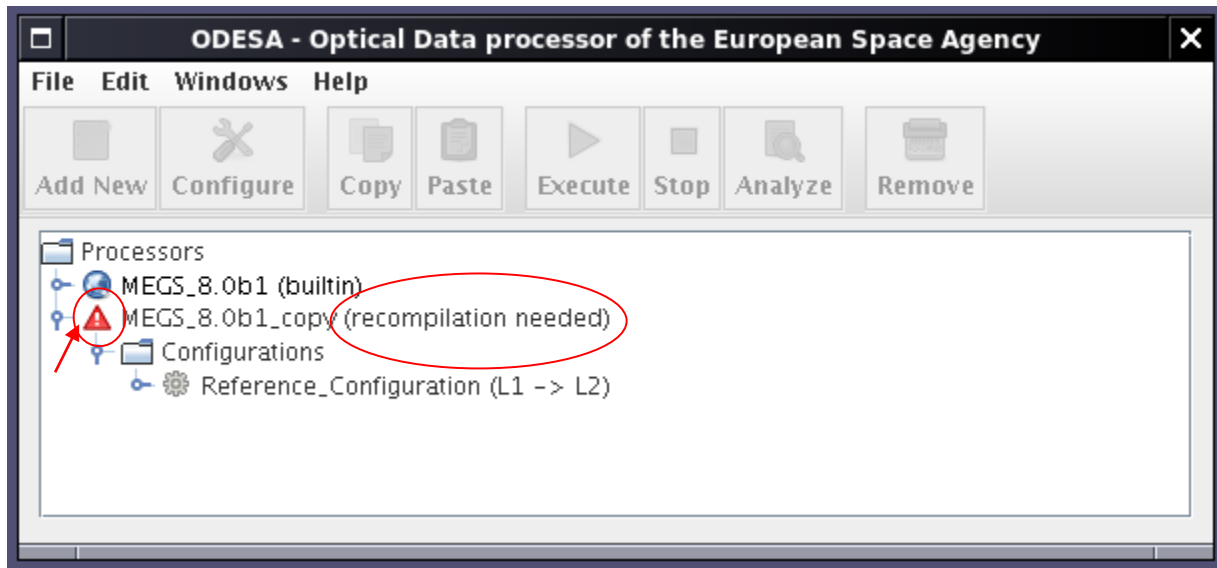 ODESA - Optical Data processor of the European Space Agency
File Edit Windows Help
Add New Configure Copy Paste Execute Stop Analyze Remove
Processors
MEGS_8.0b1 (builtin)
MEGS_8.0b1_copy (recompilation needed)
Configurations
Reference_Configuration (L1 -> L2)